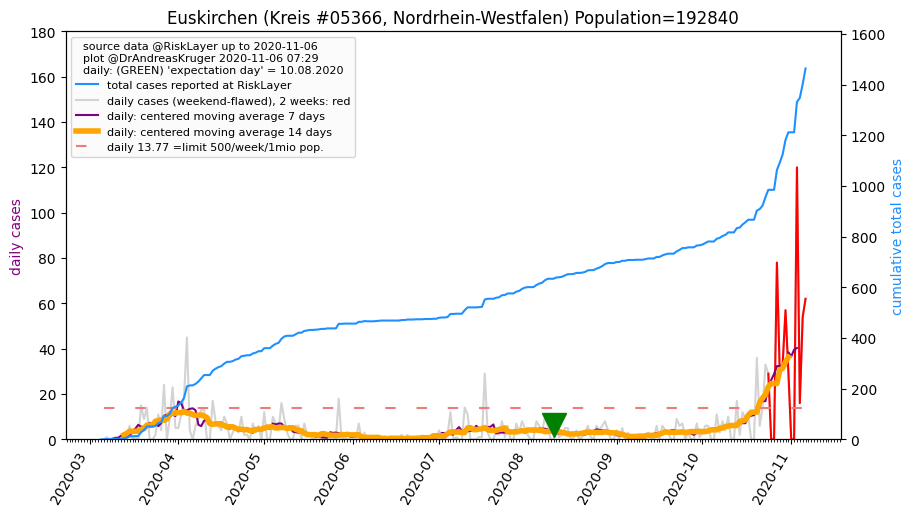 Euskirchen (Kreis #05366, Nordrhein-Westfalen) Population=192840
source data @RiskLayer up to 2020-11-06
plot @DrAndreasKruger 2020-11-06 07:29
daily: (GREEN) 'expectation day' = 10.08.2020
total cases reported at RiskLayer
daily cases (weekend-flawed), 2 weeks: red
daily: centered moving average 7 days
daily: centered moving average 14 days
daily 13.77 =limit 500/week/1mio pop.
daily cases
180
160
140
120
100
80
60
40
20
0
cumulative total cases
1600
1400
1200
1000
800
600
400
200
0
2020-03
2020-04
2020-05
2020-06
2020-07
2020-08
2020-09
2020-10
2020-11